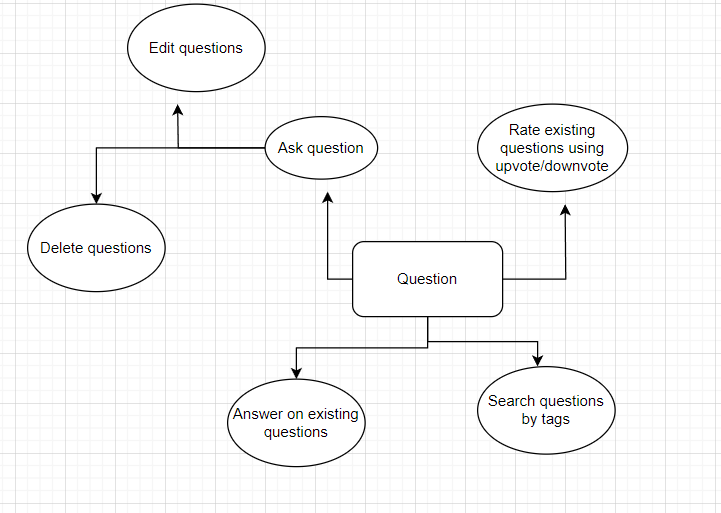 Edit questions
Ask question
Rate existing
questions using
upvote/downvote
Delete questions
Question
Answer on existing
questions
Search questions
by tags